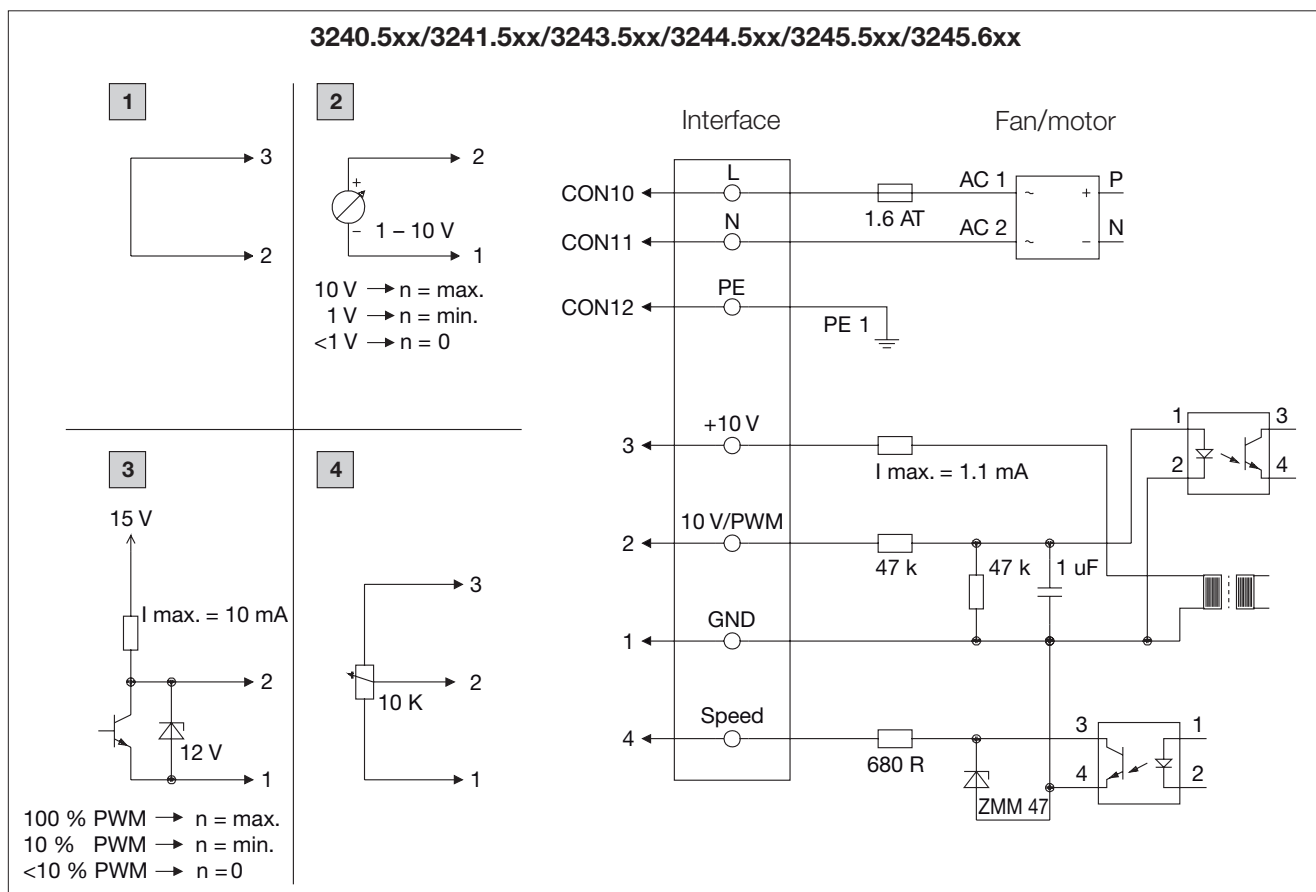 3240.5xx/3241.5xx/3243.5xx/3244.5xx/3245.5xx/3245.6xx
1
3
2
2
2
+
–
1 – 10 V
1
10 V → n = max.
1 V → n = min.
<1 V → n = 0
3
15 V
I max. = 10 mA
2
12 V
1
100 % PWM → n = max.
10 % PWM → n = min.
<10 % PWM → n = 0
4
3
2
10 K
1
Interface
Fan/motor
CON10
L
1.6 AT
AC 1
~
+
P
CON11
N
AC 2
~
–
N
CON12
PE
PE 1
3
+10 V
I max. = 1.1 mA
1
2
3
4
2
10 V/PWM
47 k
47 k
1 uF
1
GND
4
Speed
680 R
ZMM 47
3
4
1
2